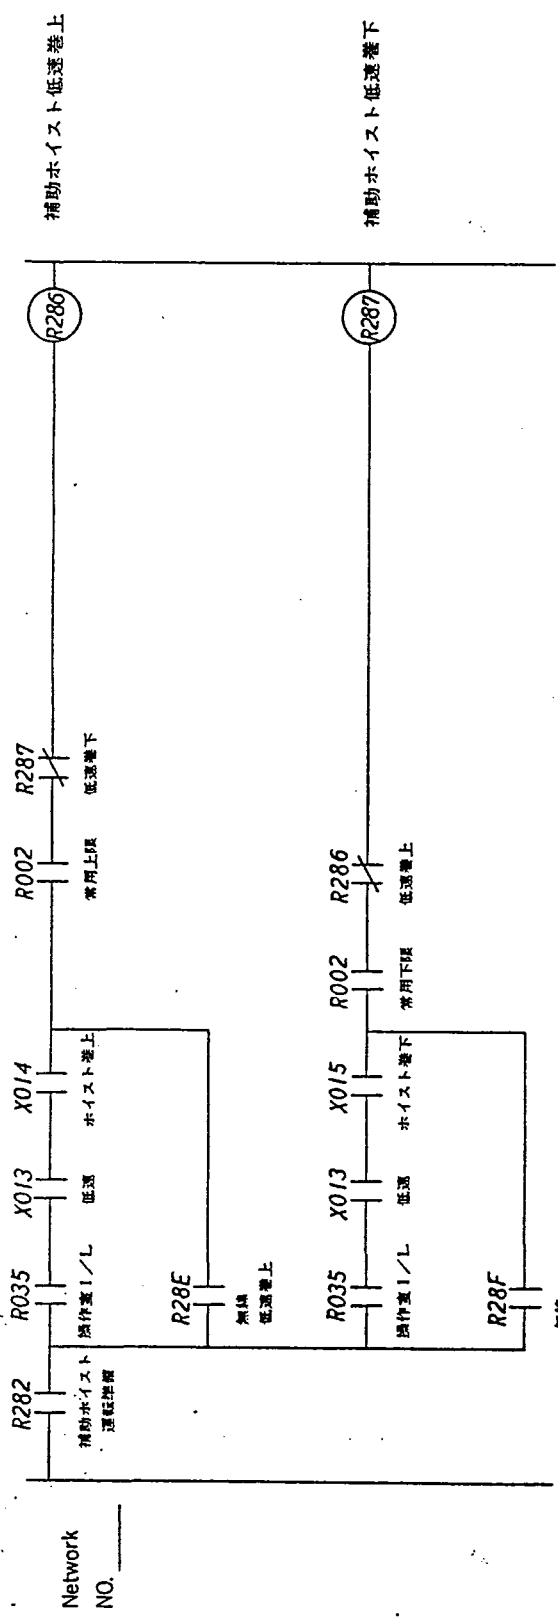 Network
NO.
R282
補助ホイスト
運転準備
R035
操作室I/L
X013
低速
X014
ホイスト巻上
R002
常用上限
R287
低速巻下
R286
補助ホイスト低速巻上
R28E
無線
低速巻上
R035
操作室I/L
X013
低速
X015
ホイスト巻下
R002
常用下限
R286
低速巻上
R287
補助ホイスト低速巻下
R28F